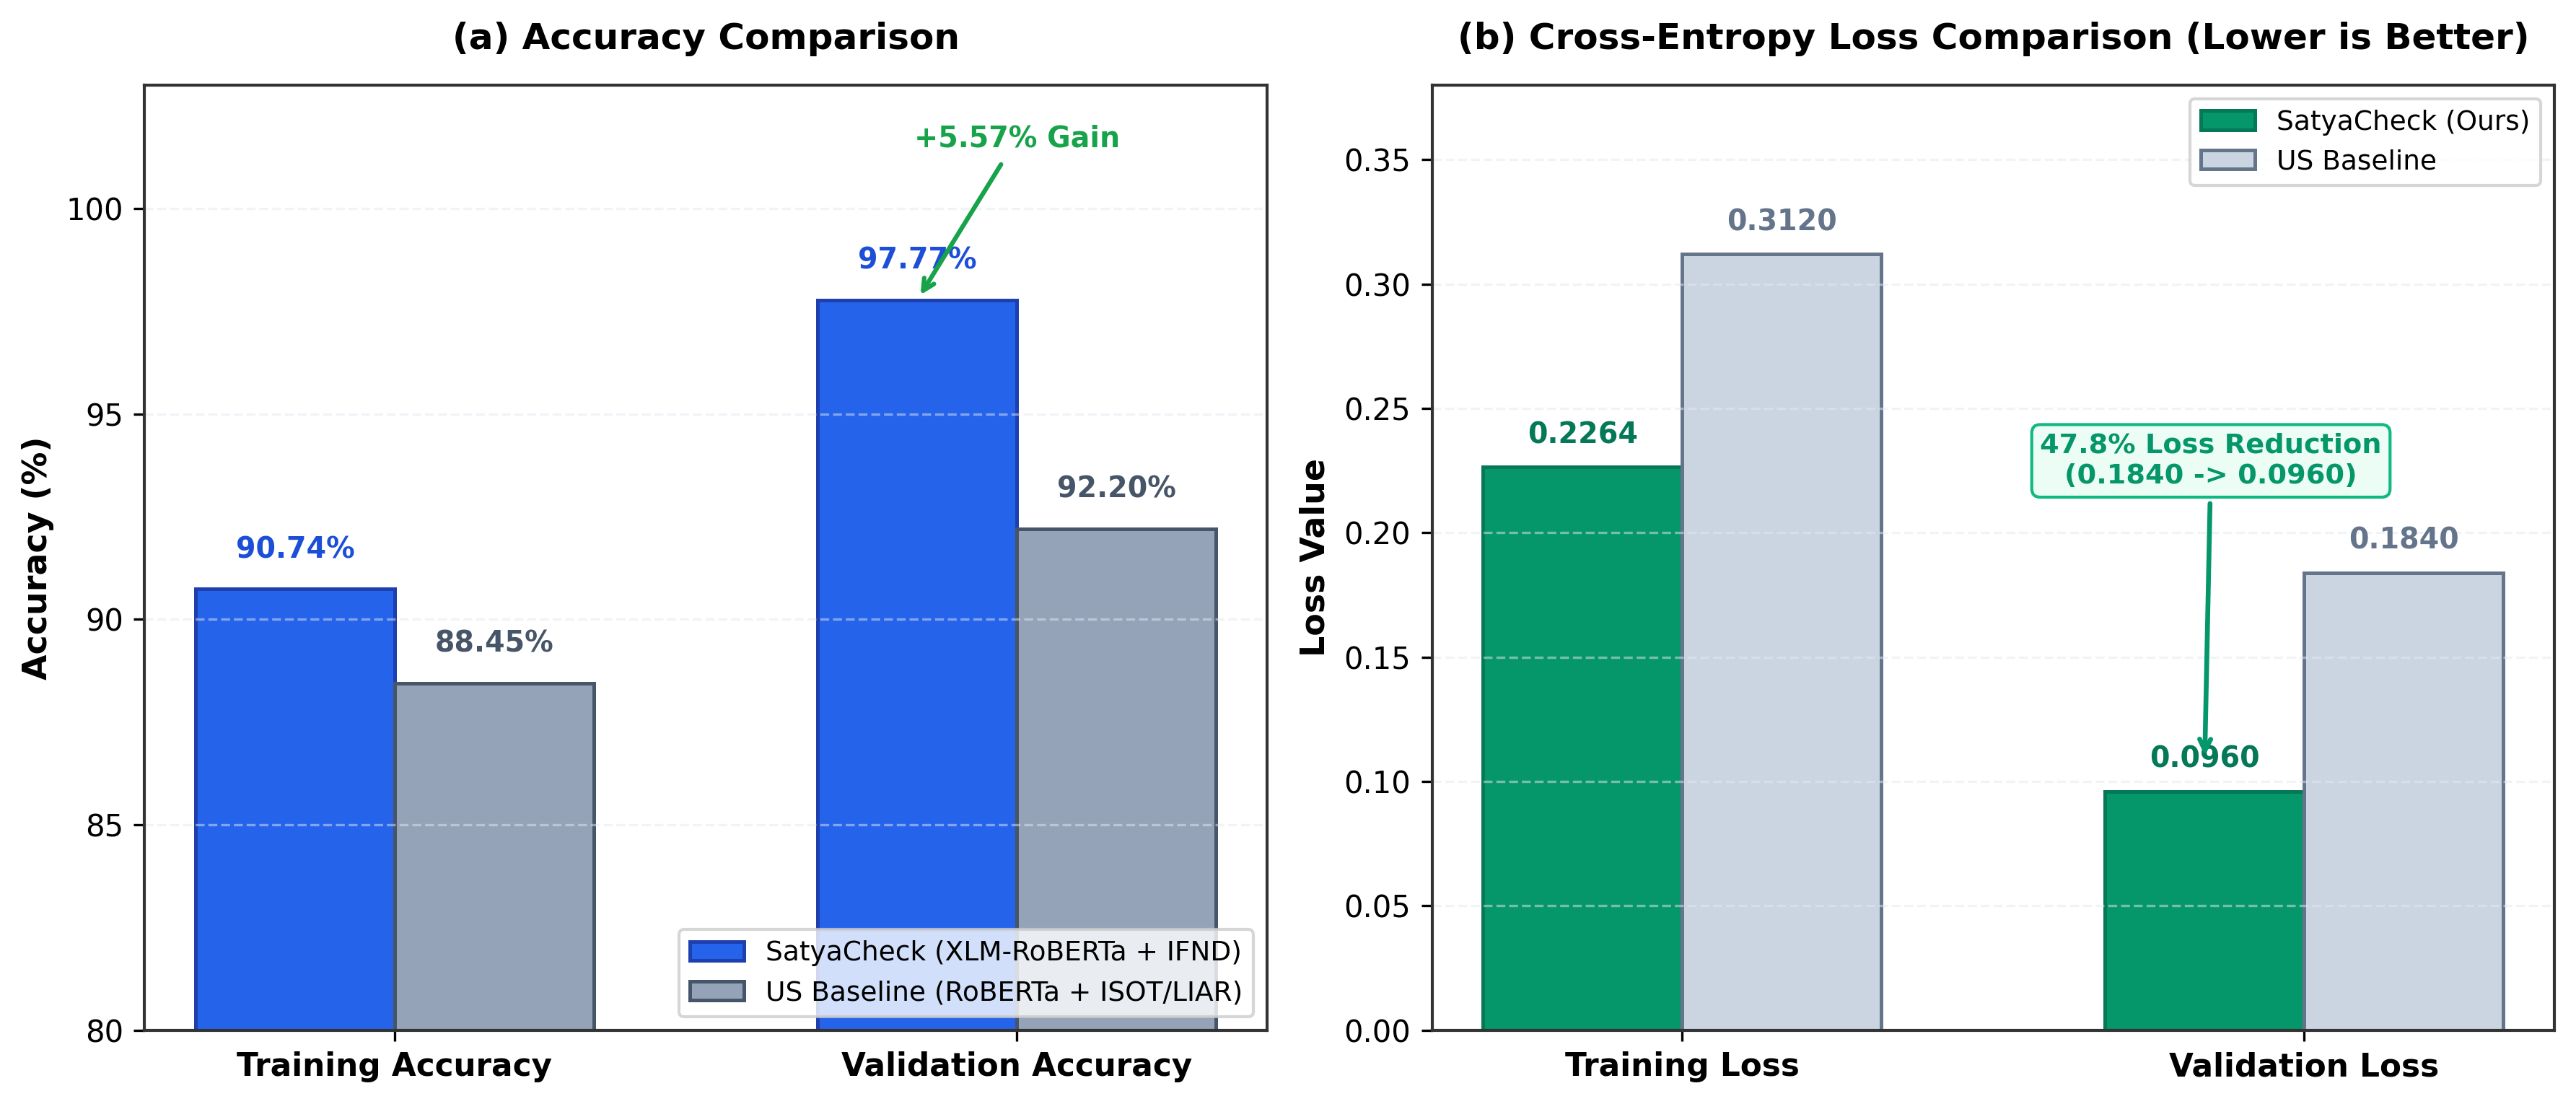 (a) Accuracy Comparison
+5.57% Gain
97.77%
92.20%
90.74%
88.45%
100
95
90
85
80
Accuracy (%)
SatyaCheck (XLM-RoBERTa + IFND)
US Baseline (RoBERTa + ISOT/LIAR)
Training Accuracy
Validation Accuracy
(b) Cross-Entropy Loss Comparison (Lower is Better)
SatyaCheck (Ours)
US Baseline
0.3120
0.2264
47.8% Loss Reduction
(0.1840 -> 0.0960)
0.1840
0.0960
0.35
0.30
0.25
0.20
0.15
0.10
0.05
0.00
Loss Value
Training Loss
Validation Loss